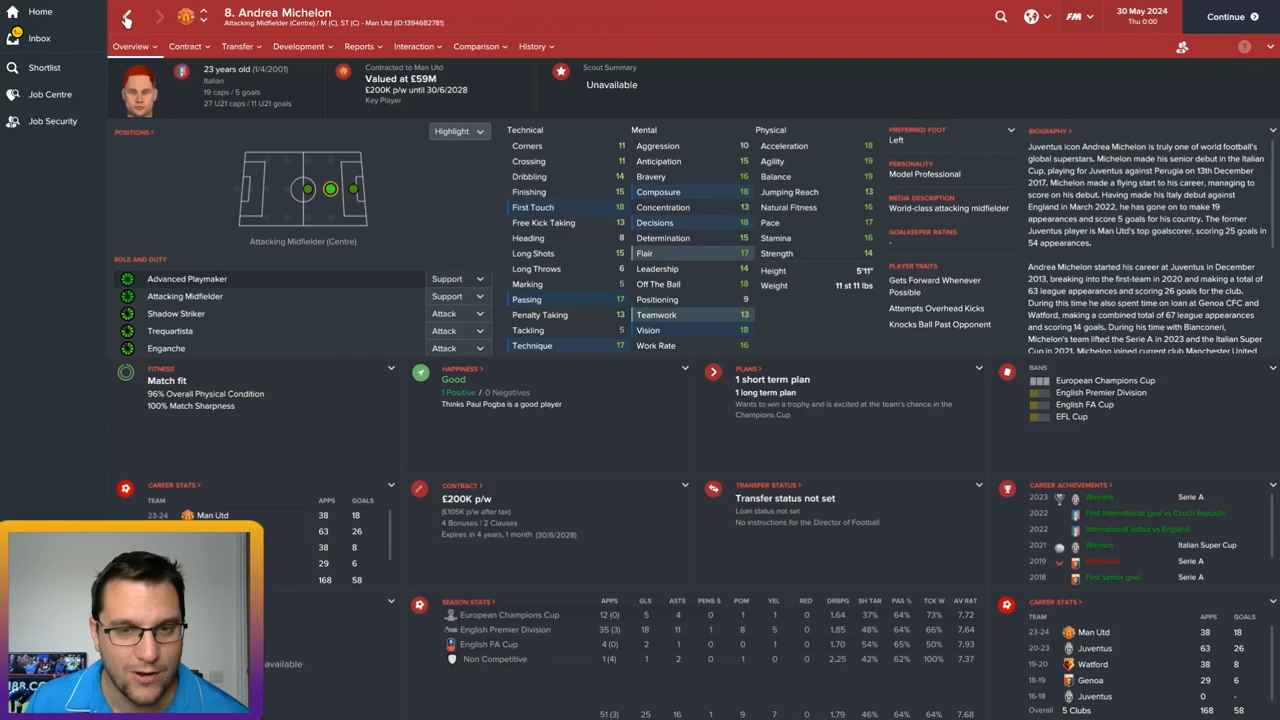 Home
Inbox
Shortlist
Job Centre
Job Security
8. Andrea Michelon
Attacking Midfielder (Centre) / M (C), ST (C) - Man Utd (ID:1394682781)
30 May 2024
Thu 0:00
FM
Continue
Overview
Contract
Transfer
Development
Reports
Interaction
Comparison
History
23 years old (1/4/2001)
Italian
19 caps / 5 goals
27 U21 caps / 11 U21 goals
Contracted to Man Utd
Valued at £59M
£200K p/w until 30/6/2028
Key Player
Scout Summary
Unavailable
POSITIONS >
Highlight
Attacking Midfielder (Centre)
ROLE AND DUTY
Advanced Playmaker Support
Attacking Midfielder Support
Shadow Striker Attack
Trequartista Attack
Enganche Attack
Technical
Corners 11
Crossing 11
Dribbling 14
Finishing 15
First Touch 18
Free Kick Taking 13
Heading 8
Long Shots 15
Long Throws 6
Marking 5
Passing 17
Penalty Taking 13
Tackling 5
Technique 17
Mental
Aggression 10
Anticipation 15
Bravery 16
Composure 18
Concentration 13
Decisions 18
Determination 15
Flair 17
Leadership 14
Off The Ball 18
Positioning 9
Teamwork 13
Vision 18
Work Rate 16
Physical
Acceleration 18
Agility 19
Balance 19
Jumping Reach 13
Natural Fitness 16
Pace 17
Stamina 16
Strength 14
Height 5'11"
Weight 11 st 11 lbs
PREFERRED FOOT
Left
PERSONALITY
Model Professional
MEDIA DESCRIPTION
World-class attacking midfielder
GOALKEEPER RATING
-
PLAYER TRAITS
Gets Forward Whenever
Possible
Attempts Overhead Kicks
Knocks Ball Past Opponent
BIOGRAPHY >
Juventus icon Andrea Michelon is truly one of world football's
global superstars. Michelon made his senior debut in the Italian
Cup, playing for Juventus against Perugia on 13th December
2017. Michelon made a flying start to his career, managing to
score on his debut. Having made his Italy debut against
England in March 2022, he has gone on to make 19
appearances and score 5 goals for his country. The former
Juventus player is Man Utd's top goalscorer, scoring 25 goals in
54 appearances.
Andrea Michelon started his career at Juventus in December
2013, breaking into the first-team in 2020 and making a total of
63 league appearances and scoring 26 goals for the club.
During this time he also spent time on loan at Genoa CFC and
Watford, making a combined total of 67 league appearances
and scoring 14 goals. During his time with Bianconeri,
Michelon's team lifted the Serie A in 2023 and the Italian Super
Cup in 2021. Michelon joined current club Manchester United
FITNESS
Match fit
96% Overall Physical Condition
100% Match Sharpness
HAPPINESS >
Good
1 Positive / 0 Negatives
Thinks Paul Pogba is a good player
PLANS >
1 short term plan
1 long term plan
Wants to win a trophy and is excited at the team's chance in the
Champions Cup
BANS
European Champions Cup
English Premier Division
English FA Cup
EFL Cup
CAREER STATS >
TEAM APPS GOALS
23-24 Man Utd 38 18
63 26
38 8
29 6
168 58
CONTRACT >
£200K p/w
(£105K p/w after tax)
4 Bonuses / 2 Clauses
Expires in 4 years, 1 month (30/6/2028)
TRANSFER STATUS >
Transfer status not set
Loan status not set
No instructions for the Director of Football
CAREER ACHIEVEMENTS >
2023 Winners Serie A
2022 First international goal vs Czech Republic
2022 International debut vs England
2021 Winners Italian Super Cup
2019 Serie A
2018 First senior goal Serie A
available
SEASON STATS >
APPS GLS ASTS PEN S POM YEL RED DRBPG SH TAR PAS % TCK W AV RAT
European Champions Cup 12 (0) 5 4 0 1 1 0 1.64 37% 64% 73% 7.72
English Premier Division 35 (3) 18 11 1 8 5 0 1.85 48% 64% 66% 7.64
English FA Cup 4 (0) 2 1 0 0 1 0 1.70 54% 65% 50% 7.93
Non Competitive 1 (4) 1 2 0 1 0 0 2.25 42% 62% 100% 7.37
51 (3) 25 16 1 9 7 0 1.79 46% 64% 64% 7.68
CAREER STATS >
TEAM APPS GOALS
23-24 Man Utd 38 18
20-23 Juventus 63 26
19-20 Watford 38 8
18-19 Genoa 29 6
16-18 Juventus 0 -
Overall 5 Clubs 168 58